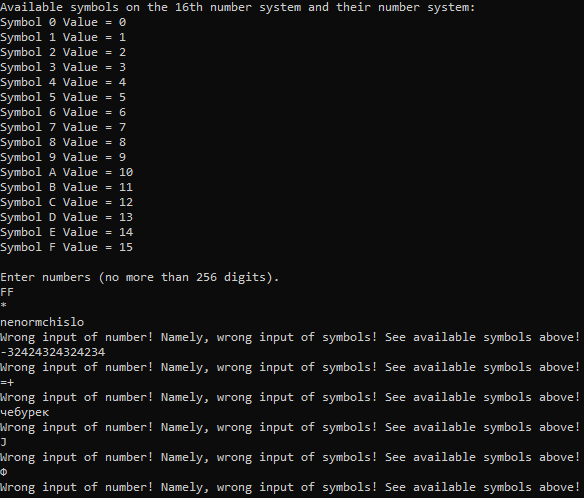 Available symbols on the 16th number system and their number system:
Symbol 0 Value = 0
Symbol 1 Value = 1
Symbol 2 Value = 2
Symbol 3 Value = 3
Symbol 4 Value = 4
Symbol 5 Value = 5
Symbol 6 Value = 6
Symbol 7 Value = 7
Symbol 8 Value = 8
Symbol 9 Value = 9
Symbol A Value = 10
Symbol B Value = 11
Symbol C Value = 12
Symbol D Value = 13
Symbol E Value = 14
Symbol F Value = 15
Enter numbers (no more than 256 digits).
FF
*
nenormchislo
Wrong input of number! Namely, wrong input of symbols! See available symbols above!
-32424324324234
Wrong input of number! Namely, wrong input of symbols! See available symbols above!
=+
Wrong input of number! Namely, wrong input of symbols! See available symbols above!
чебурек
Wrong input of number! Namely, wrong input of symbols! See available symbols above!
J
Wrong input of number! Namely, wrong input of symbols! See available symbols above!
Ф
Wrong input of number! Namely, wrong input of symbols! See available symbols above!